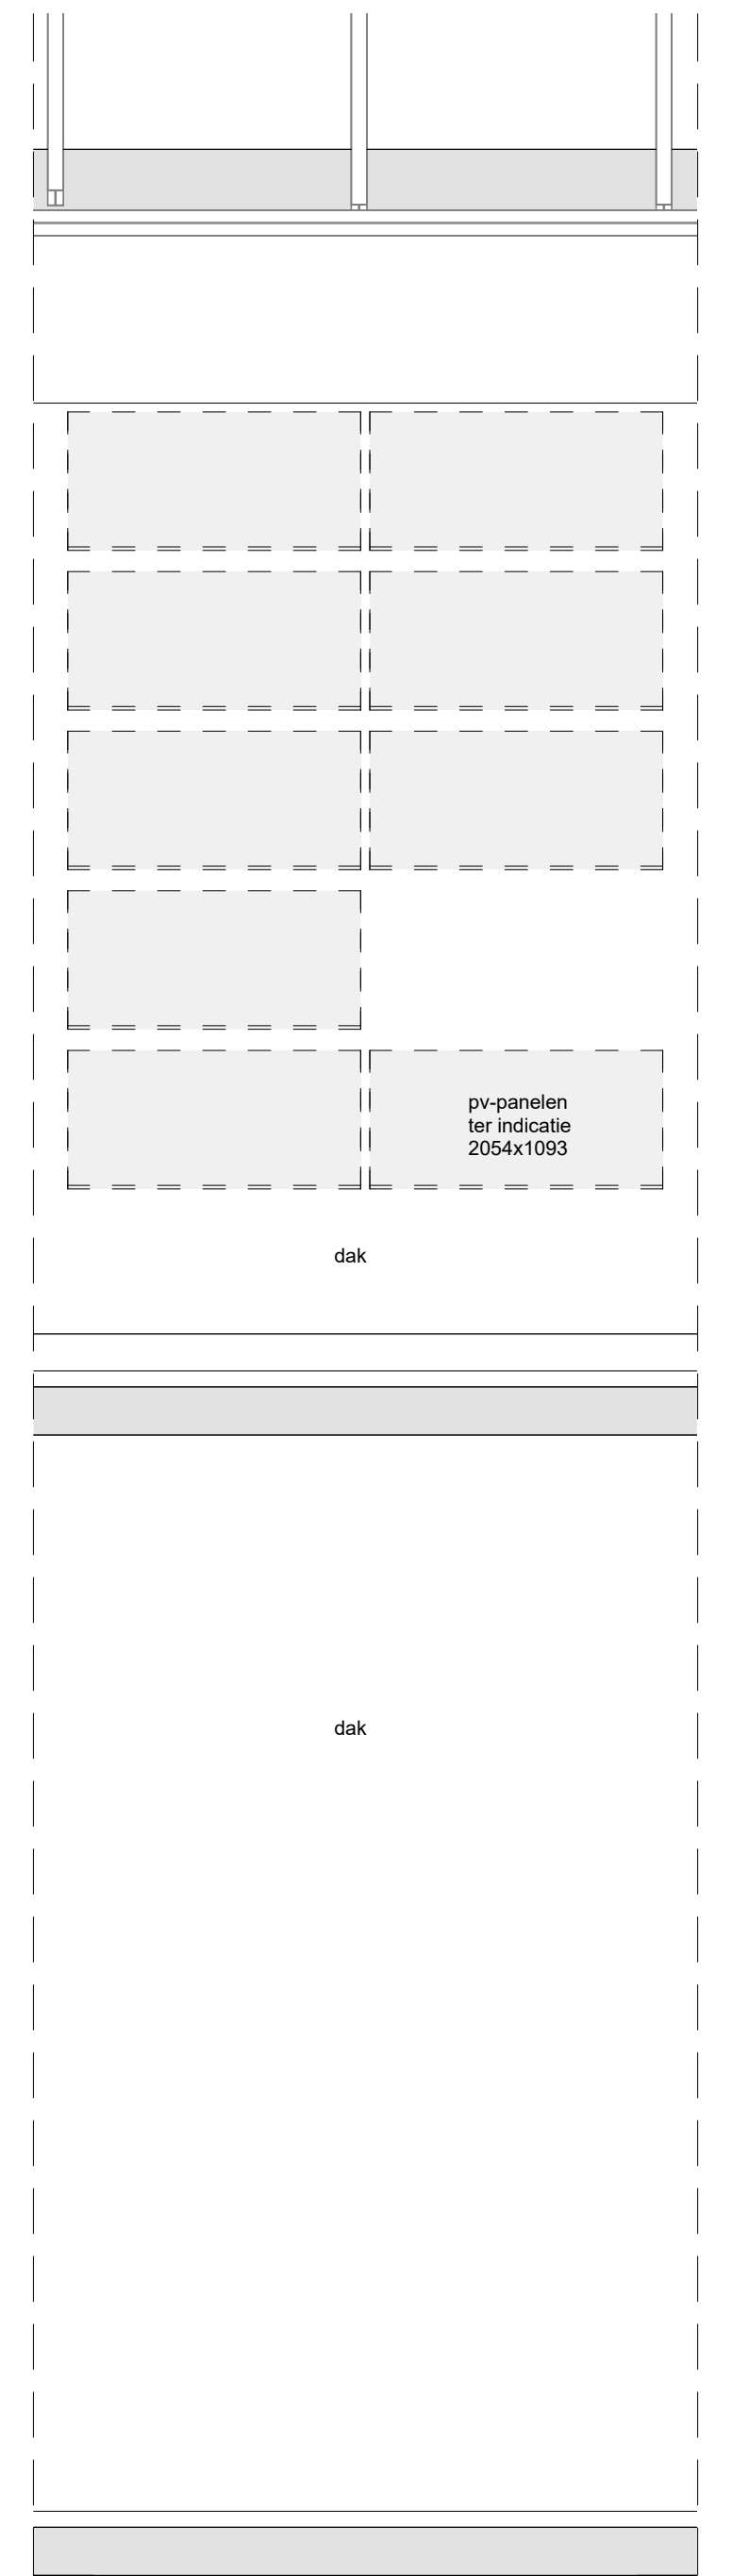 pv-panelen
ter indicatie
2054x1093
dak
dak